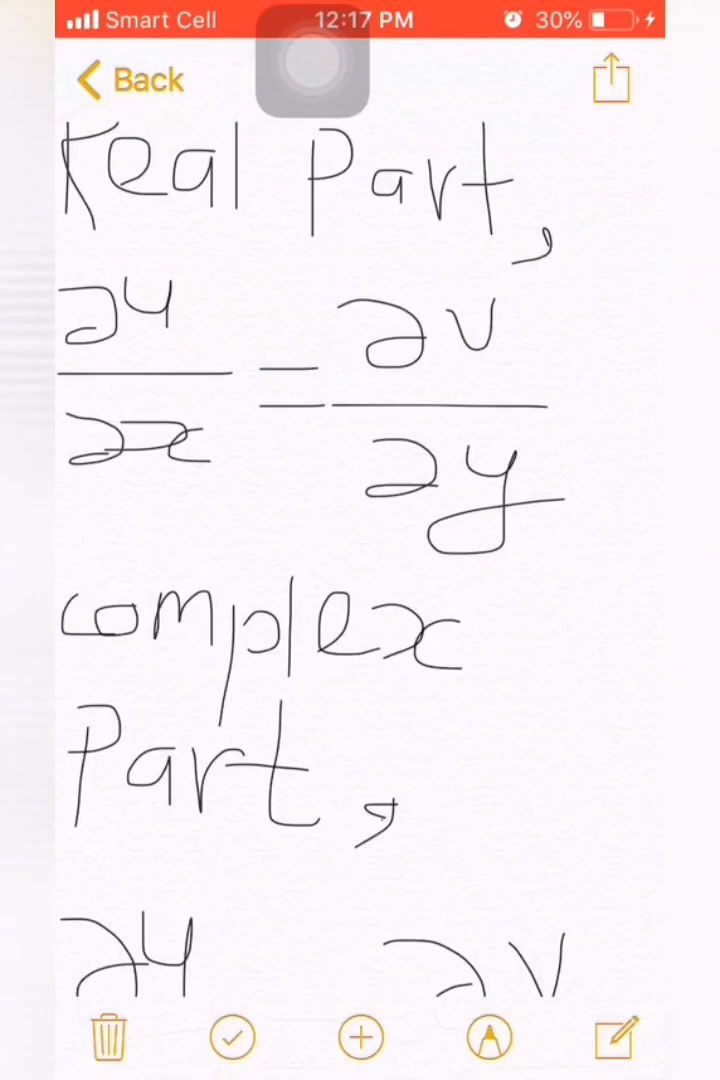 Smart Cell 12:17 PM 30%
Back
Real Part,
∂u ∂v
── = ──
∂x ∂y
complex
Part,
∂u ∂v